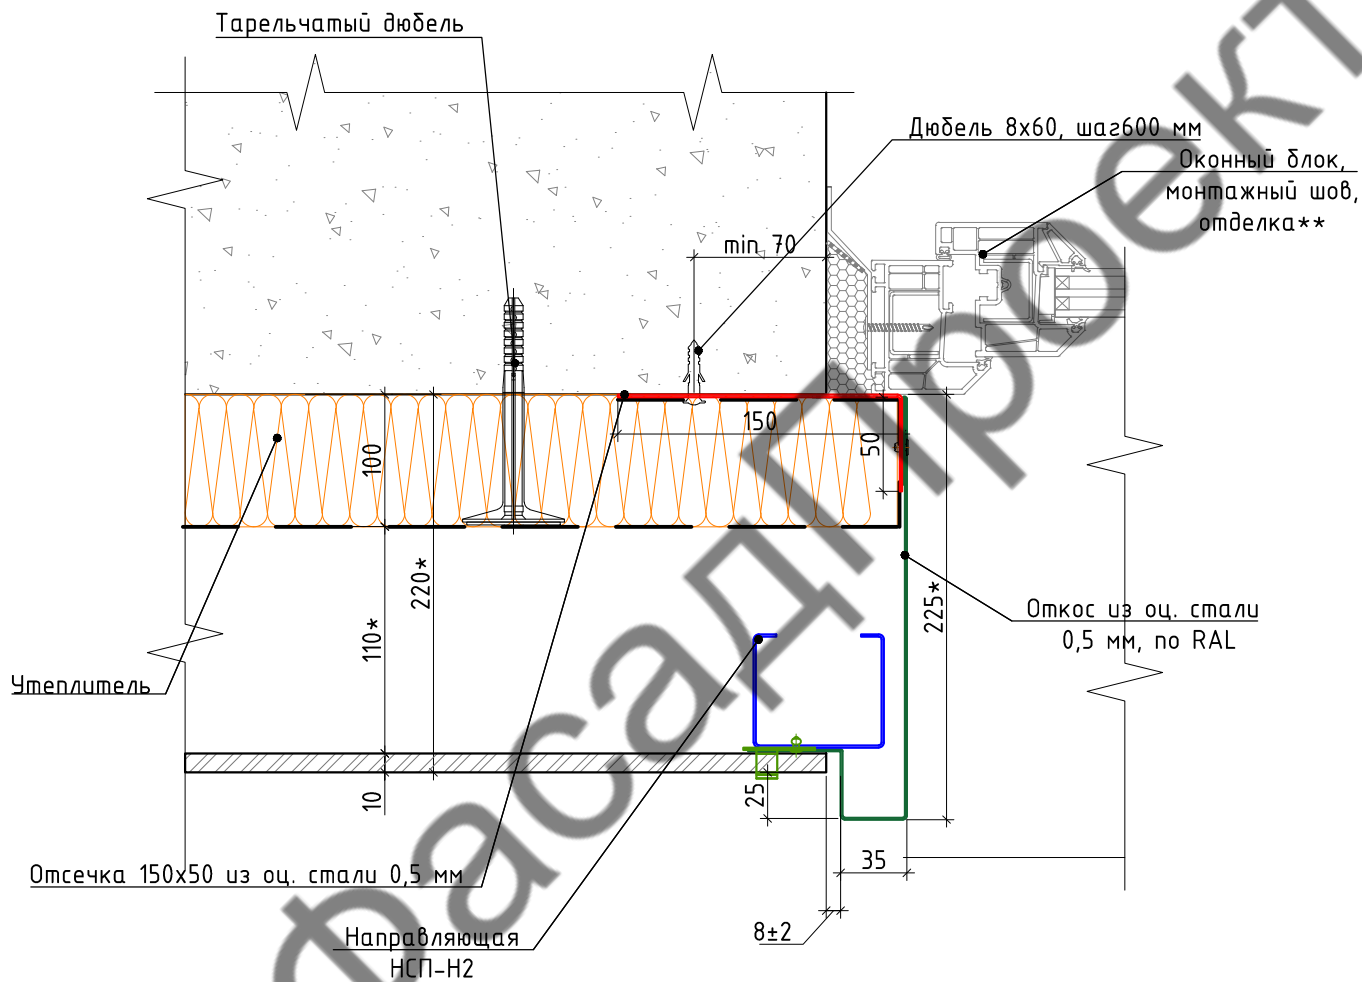 Тарельчатый дюбель
Дюбель 8х60, шаг600 мм
Оконный блок,
монтажный шов,
отделка**
min 70
150
50
100
220*
110*
225*
Откос из оц. стали
0,5 мм, по RAL
Утеплитель
10
25
35
8±2
Отсечка 150х50 из оц. стали 0,5 мм
Направляющая
НСП-Н2
ФасадПроект